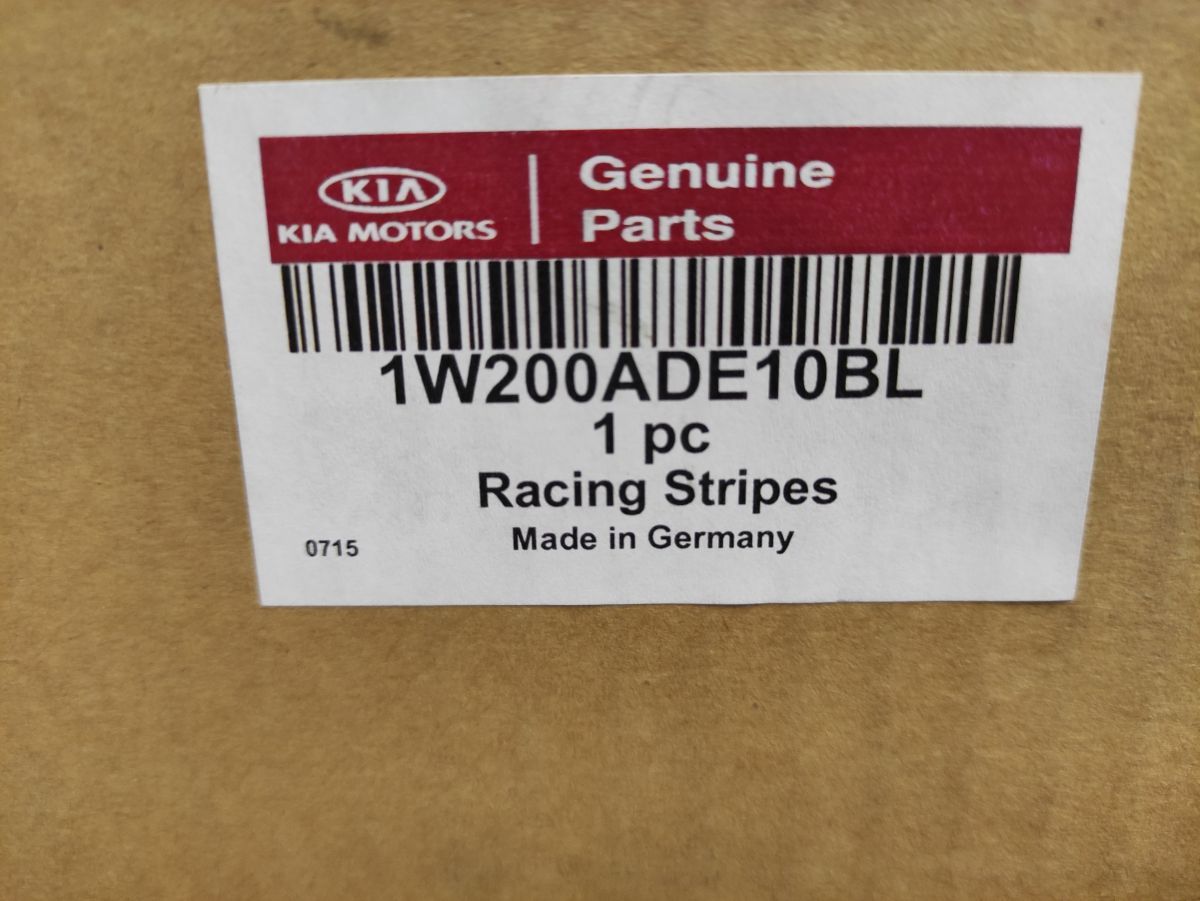 KIA
KIA MOTORS
Genuine
Parts
1W200ADE10BL
1 pc
Racing Stripes
Made in Germany
0715